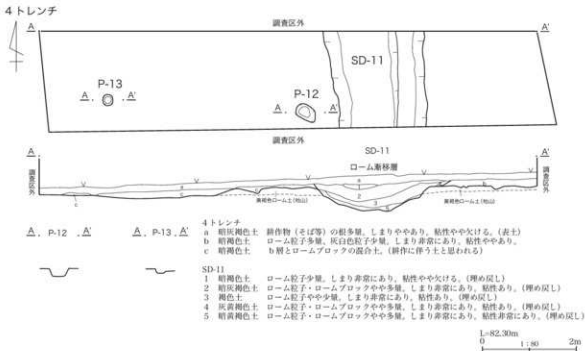 4トレンチ
A 調査区外 A'
SD-11
P-13
A . . A'
P-12
A . . A'
調査区外
SD-11
A ローム漸移層 A'
調査区外
調査区外
a
1
2
3
黄褐色ローム土(地山)
黄褐色ローム土(地山)
c
b
A . P-12 . A'
A . P-13 . A'
4トレンチ
a 暗灰褐色土 耕作物(そば等)の根多量。しまりややあり、粘性やや欠ける。(表土)
b 暗褐色土 ローム粒子多量、灰白色粒子少量。しまり非常にあり、粘性ややあり。
c 暗褐色土 b層とロームブロックの混合土。(耕作に伴う土と思われる)
SD-11
1 暗褐色土 ローム粒子少量。しまり非常にあり、粘性やや欠ける。(埋め戻し)
2 暗灰褐色土 ローム粒子・ロームブロックやや多量。しまり非常にあり、粘性あり。(埋め戻し)
3 褐色土 ローム粒子やや少量。しまり非常にあり、粘性あり。(埋め戻し)
4 灰黄褐色土 ローム粒子・ロームブロックやや多量。しまり非常にあり、粘性あり。(埋め戻し)
5 暗黄褐色土 ローム粒子・ロームブロックやや多量。しまり非常にあり、粘性非常にあり。(埋め戻し)
L=82.30m
0 1:80 2m